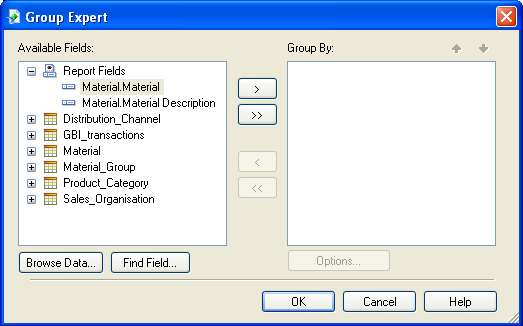 Group Expert
Available Fields:
Group By:
Report Fields
Material.Material
Material.Material Description
Distribution_Channel
GBI_transactions
Material
Material_Group
Product_Category
Sales_Organisation
>
>>
<
<<
Browse Data...
Find Field...
Options...
OK
Cancel
Help